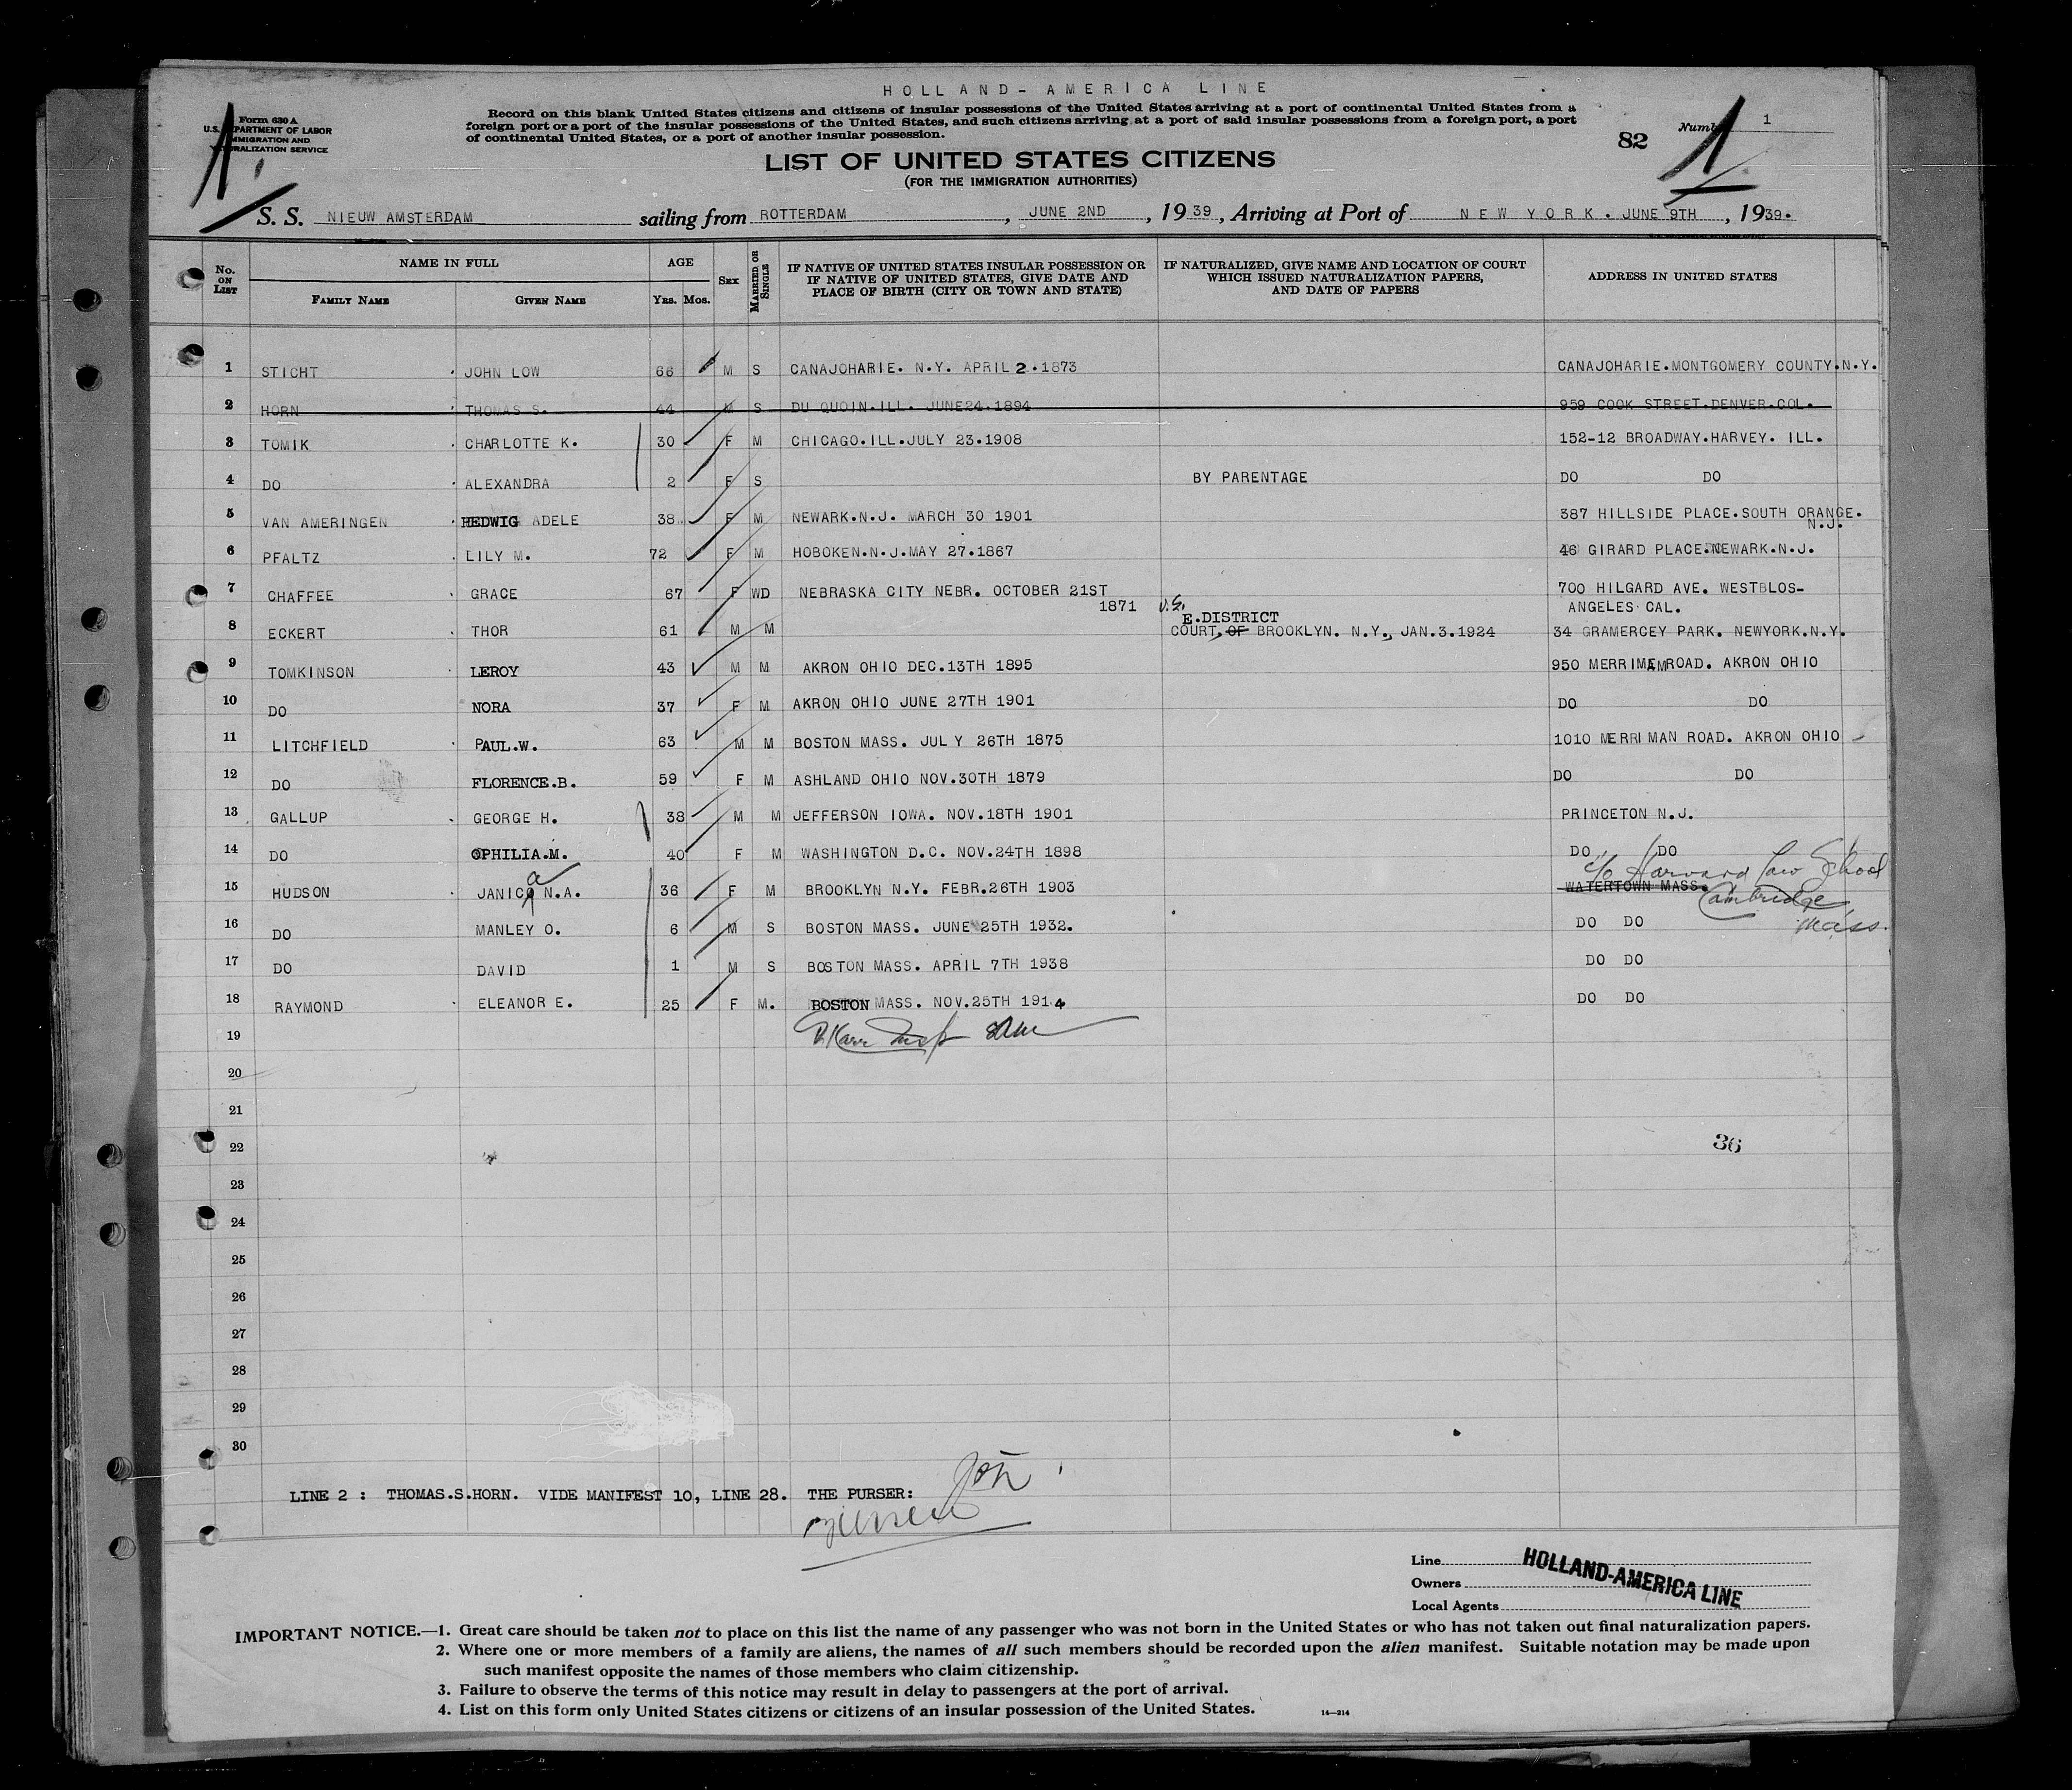 HOLLAND-AMERICA LINE
Form 630 A
U.S. DEPARTMENT OF LABOR
IMMIGRATION AND
NATURALIZATION SERVICE
Record on this blank United States citizens and citizens of insular possessions of the United States arriving at a port of continental United States from a
foreign port or a port of the insular possessions of the United States, and such citizens arriving at a port of said insular possessions from a foreign port, a port
of continental United States, or a port of another insular possession.
82 Number 1
1. 1
LIST OF UNITED STATES CITIZENS
(FOR THE IMMIGRATION AUTHORITIES)
S. S. NIEUW AMSTERDAM sailing from ROTTERDAM, JUNE 2ND, 1939, Arriving at Port of NEW YORK. JUNE 9TH, 1939.
No. ON LIST NAME IN FULL AGE SEX MARRIED OR SINGLE IF NATIVE OF UNITED STATES INSULAR POSSESSION OR IF NATIVE OF UNITED STATES, GIVE DATE AND PLACE OF BIRTH (CITY OR TOWN AND STATE) IF NATURALIZED, GIVE NAME AND LOCATION OF COURT WHICH ISSUED NATURALIZATION PAPERS, AND DATE OF PAPERS ADDRESS IN UNITED STATES
FAMILY NAME GIVEN NAME Yrs. Mos.
1 STICHT JOHN LOW 66 M S CANAJOHARIE. N.Y. APRIL 2.1873 CANAJOHARIE.MONTGOMERY COUNTY.N.Y.
2 HORN THOMAS S. 44 M S DU QUOIN.ILL. JUNE24.1894 959 COOK STREET.DENVER.COL.
3 TOMIK CHARLOTTE K. 30 F M CHICAGO.ILL.JULY 23.1908 152-12 BROADWAY.HARVEY. ILL.
4 DO ALEXANDRA 2 F S BY PARENTAGE DO DO
5 VAN AMERINGEN HEDWIG ADELE 38 F M NEWARK.N.J. MARCH 30 1901 387 HILLSIDE PLACE.SOUTH ORANGE.
N.J.
6 PFALTZ LILY M. 72 F M HOBOKEN.N.J.MAY 27.1867 46 GIRARD PLACE.NEWARK.N.J.
7 CHAFFEE GRACE 67 F WD NEBRASKA CITY NEBR. OCTOBER 21ST 700 HILGARD AVE. WESTBLOS-
1871 ANGELES CAL.
U.S. E.DISTRICT
8 ECKERT THOR 61 M M COURT, OF BROOKLYN. N.Y., JAN.3.1924 34 GRAMERCEY PARK. NEWYORK.N.Y.
9 TOMKINSON LEROY 43 M M AKRON OHIO DEC.13TH 1895 950 MERRIMAM ROAD. AKRON OHIO
10 DO NORA 37 F M AKRON OHIO JUNE 27TH 1901 DO DO
11 LITCHFIELD PAUL.W. 63 M M BOSTON MASS. JULY 26TH 1875 1010 MERRIMAN ROAD. AKRON OHIO
12 DO FLORENCE.B. 59 F M ASHLAND OHIO NOV.30TH 1879 DO DO
13 GALLUP GEORGE H. 38 M M JEFFERSON IOWA. NOV.18TH 1901 PRINCETON N.J.
14 DO OPHILIA.M. 40 F M WASHINGTON D.C. NOV.24TH 1898 DO DO
c/o Harvard Law School
15 HUDSON JANICA N.A. 36 F M BROOKLYN N.Y. FEBR.26TH 1903 WATERTOWN MASS.
Cambridge
16 DO MANLEY O. 6 M S BOSTON MASS. JUNE 25TH 1932. DO DO Mass.
17 DO DAVID 1 M S BOSTON MASS. APRIL 7TH 1938 DO DO
18 RAYMOND ELEANOR E. 25 F M. BOSTON MASS. NOV.25TH 1914 DO DO
19
20
21
22 36
23
24
25
26
27
28
29
30
LINE 2 : THOMAS.S.HORN. VIDE MANIFEST 10, LINE 28. THE PURSER:
Line
Owners
Local Agents
HOLLAND-AMERICA LINE
IMPORTANT NOTICE.—1. Great care should be taken not to place on this list the name of any passenger who was not born in the United States or who has not taken out final naturalization papers.
2. Where one or more members of a family are aliens, the names of all such members should be recorded upon the alien manifest. Suitable notation may be made upon
such manifest opposite the names of those members who claim citizenship.
3. Failure to observe the terms of this notice may result in delay to passengers at the port of arrival.
4. List on this form only United States citizens or citizens of an insular possession of the United States.
14—214